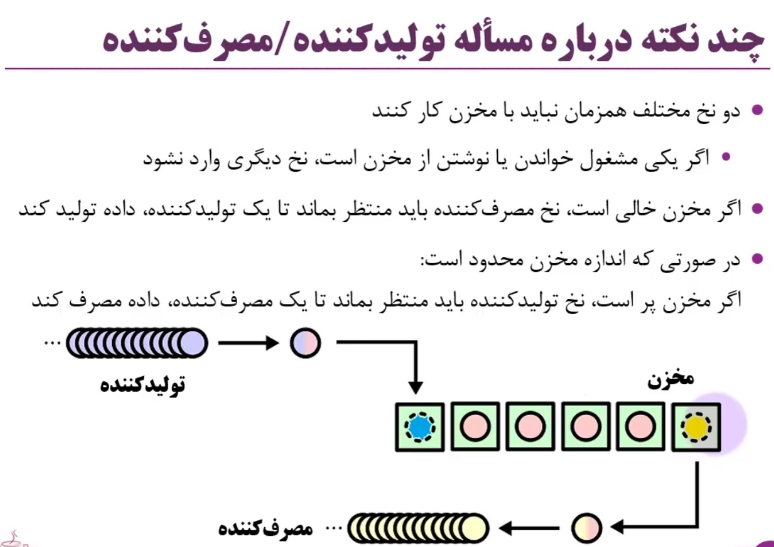 چند نکته درباره مسأله تولیدکننده/مصرف‌کننده
• دو نخ مختلف همزمان نباید با مخزن کار کنند
• اگر یکی مشغول خواندن یا نوشتن از مخزن است، نخ دیگری وارد نشود
• اگر مخزن خالی است، نخ مصرف‌کننده باید منتظر بماند تا یک تولیدکننده، داده تولید کند
• در صورتی که اندازه مخزن محدود است:
اگر مخزن پر است، نخ تولیدکننده باید منتظر بماند تا یک مصرف‌کننده، داده مصرف کند
...
تولیدکننده
مخزن
مصرف‌کننده ...